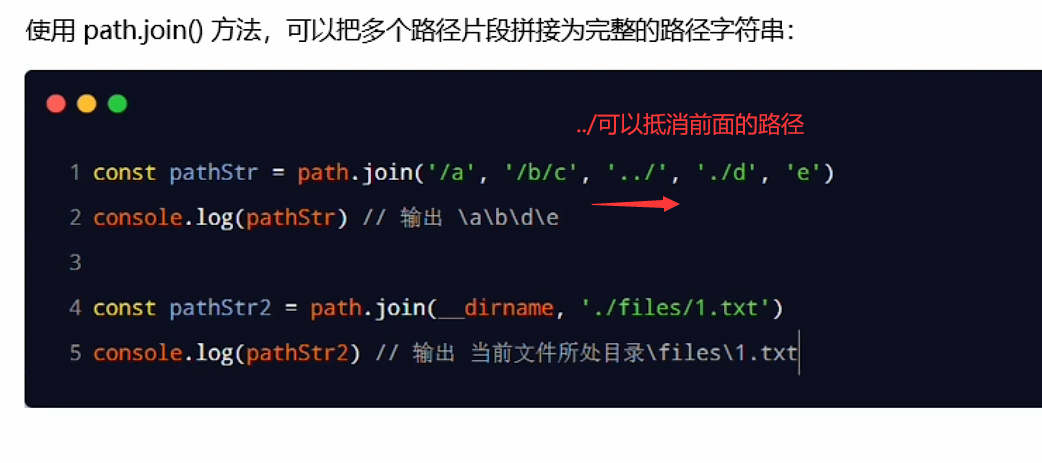 使用 path.join() 方法，可以把多个路径片段拼接为完整的路径字符串：
../可以抵消前面的路径
1 const pathStr = path.join('/a', '/b/c', '../', './d', 'e')
2 console.log(pathStr) // 输出 \a\b\d\e
3
4 const pathStr2 = path.join(__dirname, './files/1.txt')
5 console.log(pathStr2) // 输出 当前文件所处目录\files\1.txt